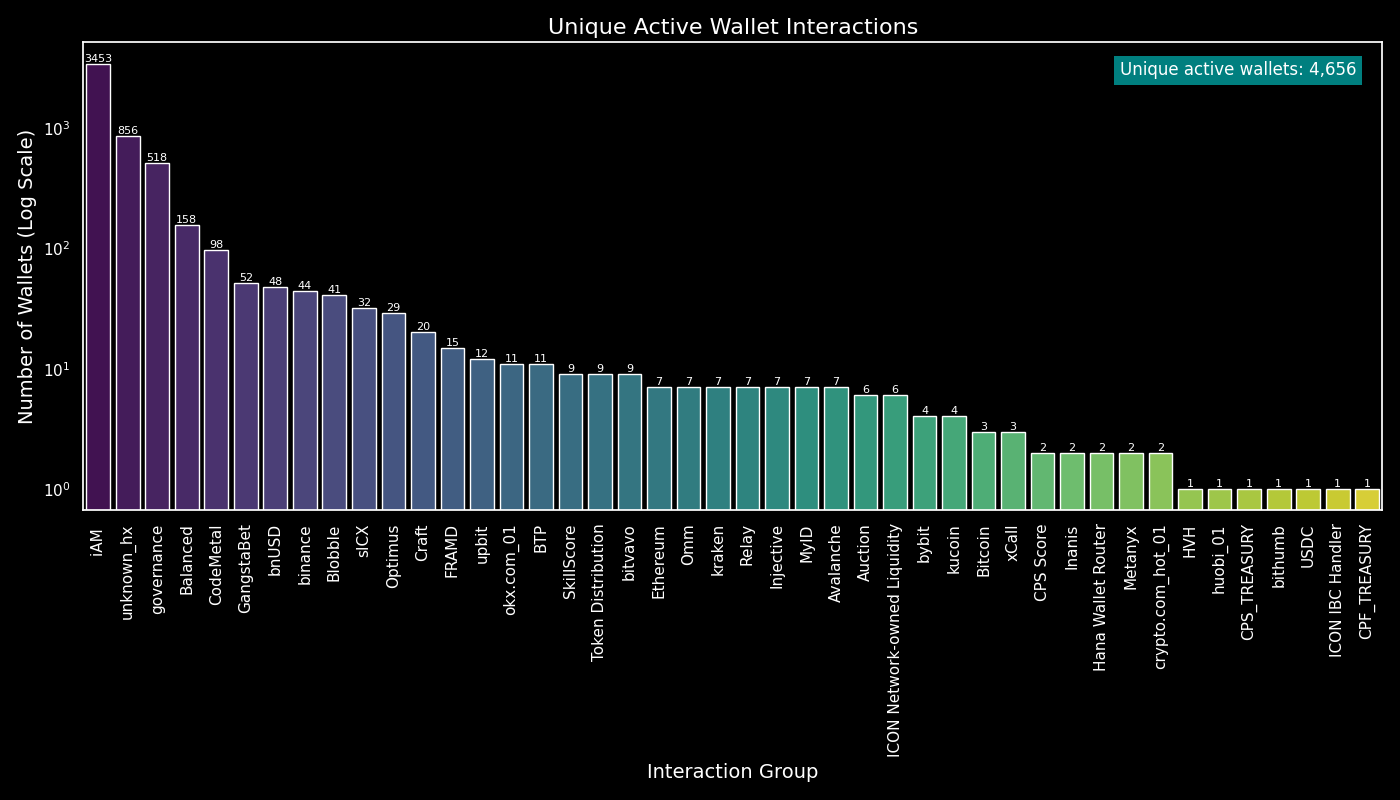 Unique Active Wallet Interactions
Unique active wallets: 4,656
Number of Wallets (Log Scale)
10³
10²
10¹
10⁰
3453
856
518
158
98
52
48
44
41
32
29
20
15
12
11
11
9
9
9
7
7
7
7
7
7
7
6
6
4
4
3
3
2
2
2
2
2
1
1
1
1
1
1
1
iAM
unknown_hx
governance
Balanced
CodeMetal
GangstaBet
bnUSD
binance
Blobble
sICX
Optimus
Craft
FRAMD
upbit
okx.com_01
BTP
SkillScore
Token Distribution
bitvavo
Ethereum
Omm
kraken
Relay
Injective
MyID
Avalanche
Auction
ICON Network-owned Liquidity
bybit
kucoin
Bitcoin
xCall
CPS Score
Inanis
Hana Wallet Router
Metanyx
crypto.com_hot_01
HVH
huobi_01
CPS_TREASURY
bithumb
USDC
ICON IBC Handler
CPF_TREASURY
Interaction Group